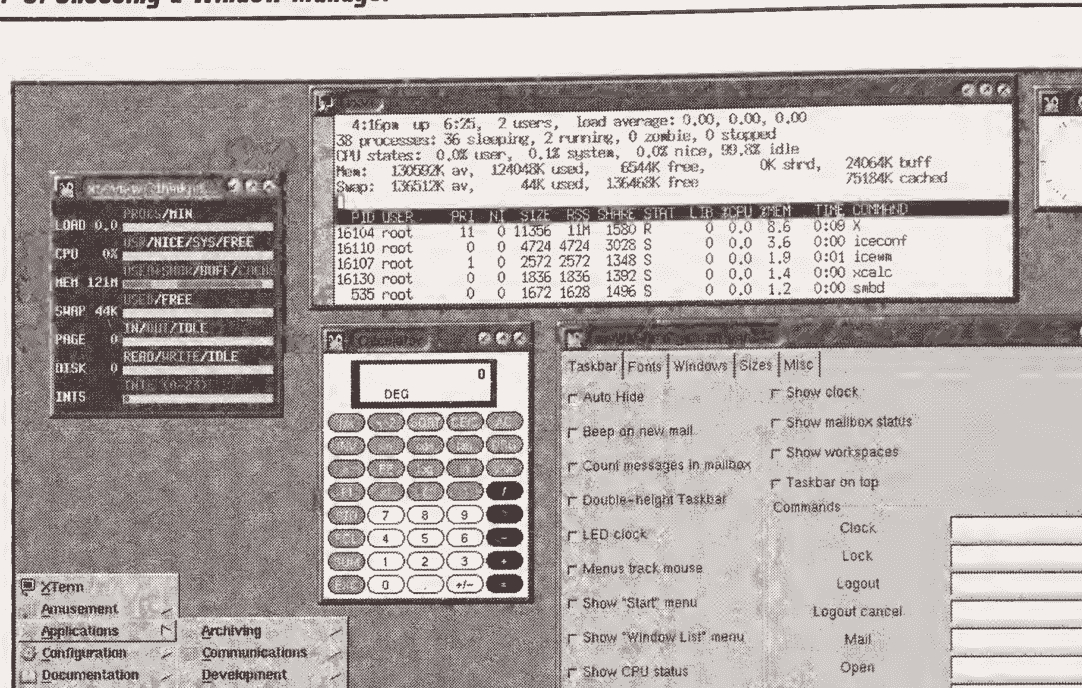 Choosing a Window Manager
4:16pm up 6:25, 2 users, load average: 0.00, 0.00, 0.00
38 processes: 36 sleeping, 2 running, 0 zombie, 0 stopped
CPU states: 0.0% user, 0.1% system, 0.0% nice, 99.8% idle
Mem: 130592K av, 124048K used, 6544K free, 0K shrd, 24064K buff
Swap: 136512K av, 44K used, 136468K free 75184K cached
PID USER PRI NI SIZE RSS SHARE STAT LIB %CPU %MEM TIME COMMAND
16104 root 11 0 11356 11M 1580 R 0 0.0 8.6 0:09 X
16110 root 0 0 4724 4724 3028 S 0 0.0 3.6 0:00 iceconf
16107 root 1 0 2572 2572 1348 S 0 0.0 1.9 0:01 icewm
16130 root 0 0 1836 1836 1392 S 0 0.0 1.4 0:00 xcalc
535 root 0 0 1672 1628 1496 S 0 0.0 1.2 0:00 smbd
PROCS/MIN
LOAD 0.0
USR/NICE/SYS/FREE
CPU 0%
USED+SHAR/BUFF/CACHE
MEM 121M
USED/FREE
SWAP 44K
IN/OUT/IDLE
PAGE 0
READ/WRITE/IDLE
DISK 0
INTS (0-23)
INTS
Calculator
0
DEG
/
7 8 9 *
4 5 6 -
1 2 3 +
0 . +/- =
Taskbar Fonts Windows Sizes Misc
Auto Hide
Beep on new mail
Count messages in mailbox
Double-height Taskbar
LED clock
Menus track mouse
Show "Start" menu
Show "Window List" menu
Show CPU status
Show clock
Show mailbox status
Show workspaces
Taskbar on top
Commands
Clock
Lock
Logout
Logout cancel
Mail
Open
XTerm
Amusement
Applications
Configuration
Documentation
Archiving
Communications
Development